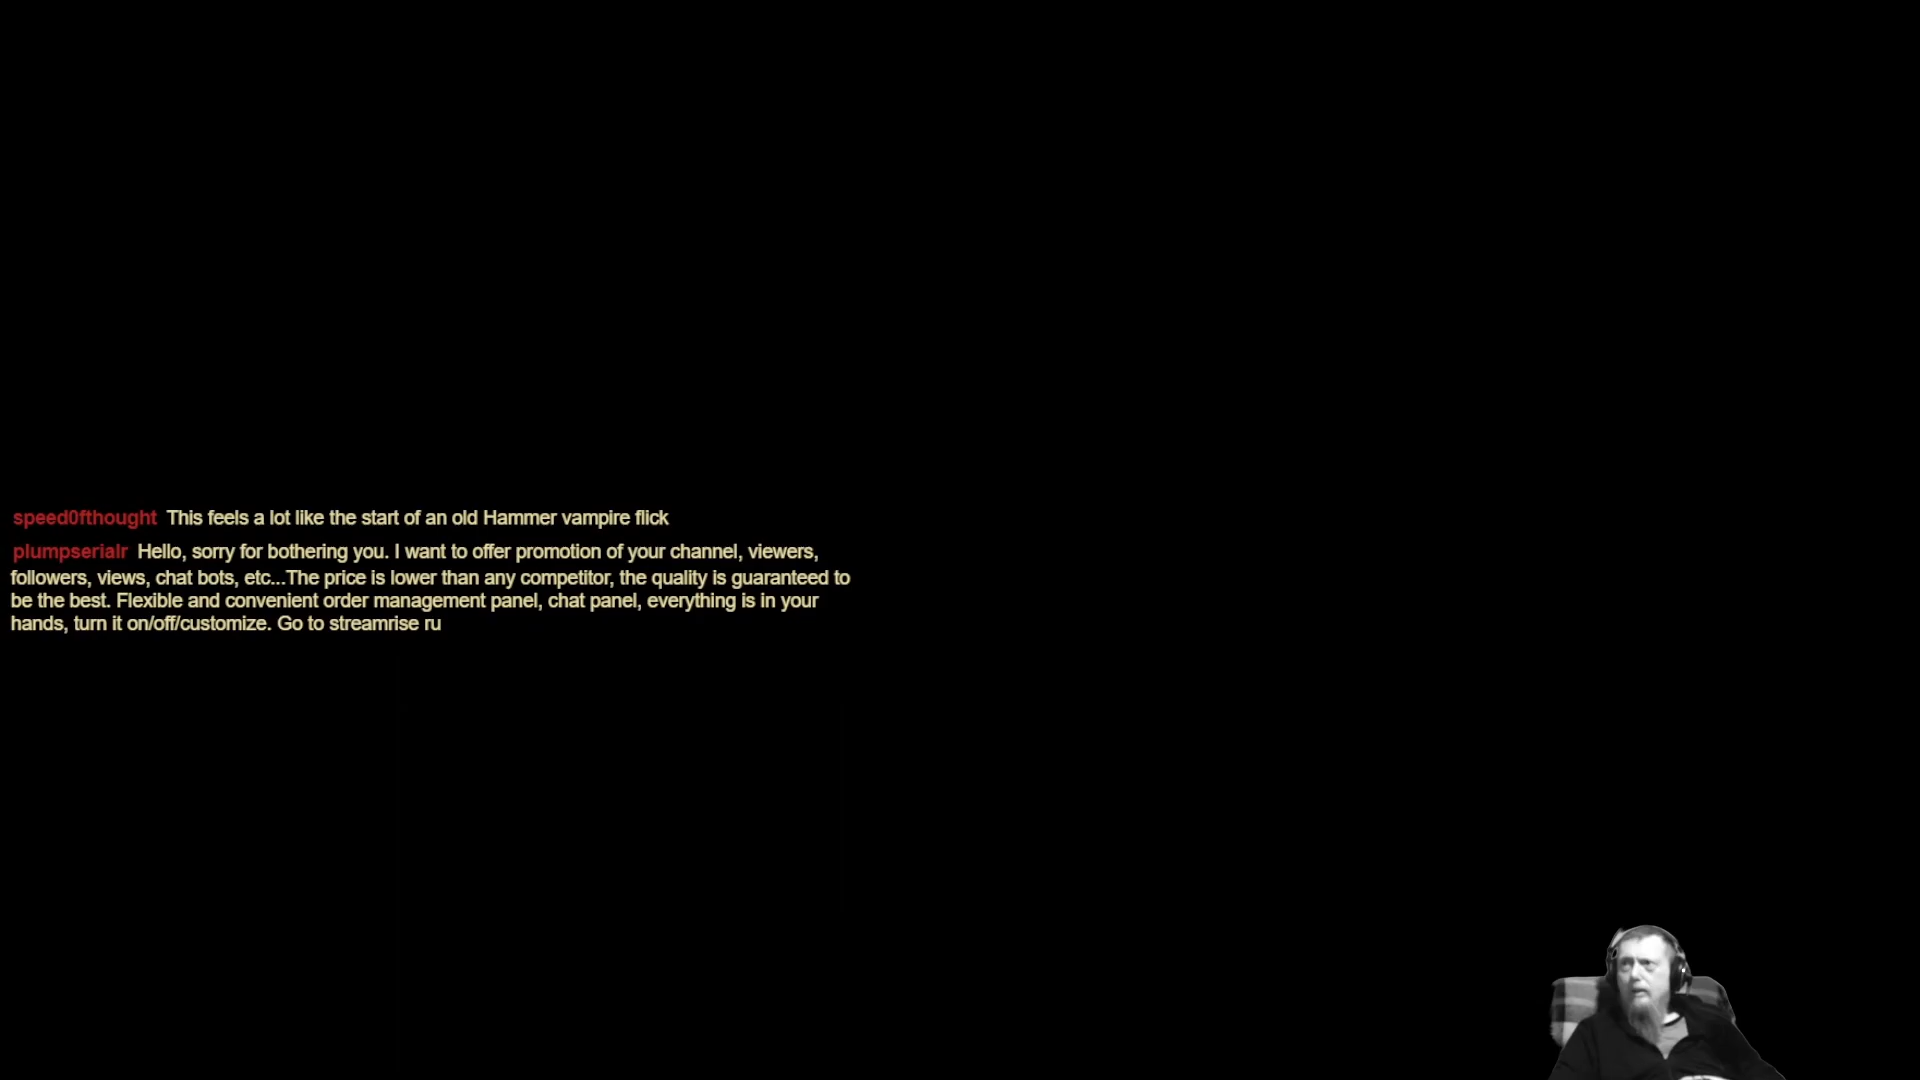 speed0fthought This feels a lot like the start of an old Hammer vampire flick
plumpserialr Hello, sorry for bothering you. I want to offer promotion of your channel, viewers,
followers, views, chat bots, etc...The price is lower than any competitor, the quality is guaranteed to
be the best. Flexible and convenient order management panel, chat panel, everything is in your
hands, turn it on/off/customize. Go to streamrise ru